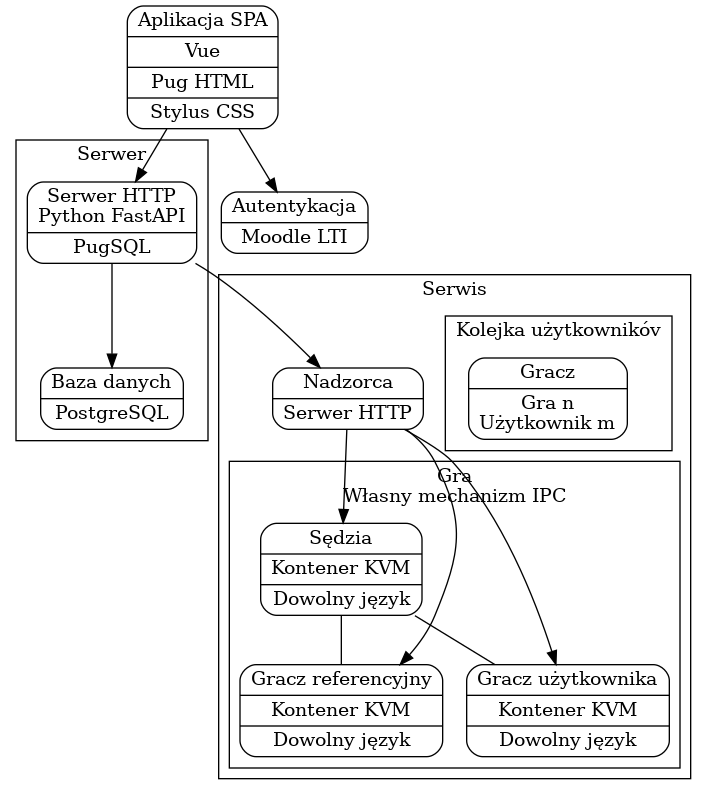 Aplikacja SPA
Vue
Pug HTML
Stylus CSS
Serwer
Serwer HTTP
Python FastAPI
PugSQL
Autentykacja
Moodle LTI
Baza danych
PostgreSQL
Serwis
Kolejka użytkownikóv
Gracz
Gra n
Użytkownik m
Nadzorca
Serwer HTTP
Gra
Własny mechanizm IPC
Sędzia
Kontener KVM
Dowolny język
Gracz referencyjny
Kontener KVM
Dowolny język
Gracz użytkownika
Kontener KVM
Dowolny język